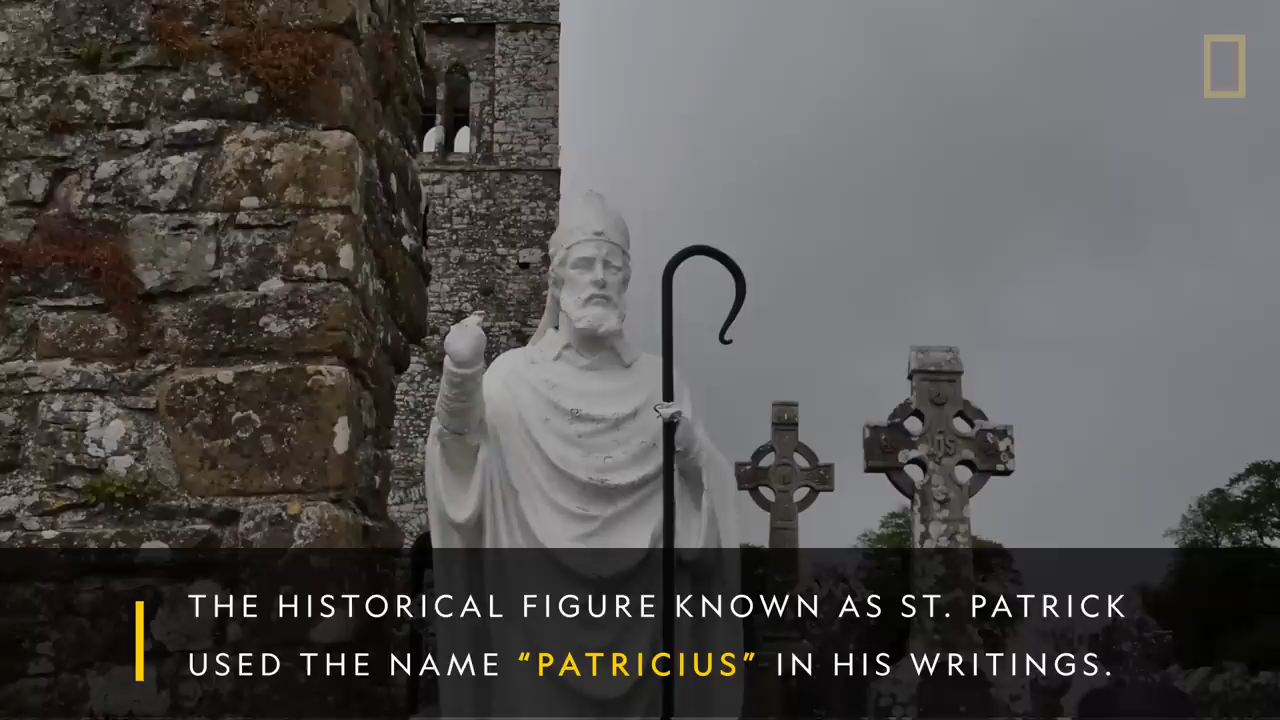 THE HISTORICAL FIGURE KNOWN AS ST. PATRICK
USED THE NAME “PATRICIUS” IN HIS WRITINGS.